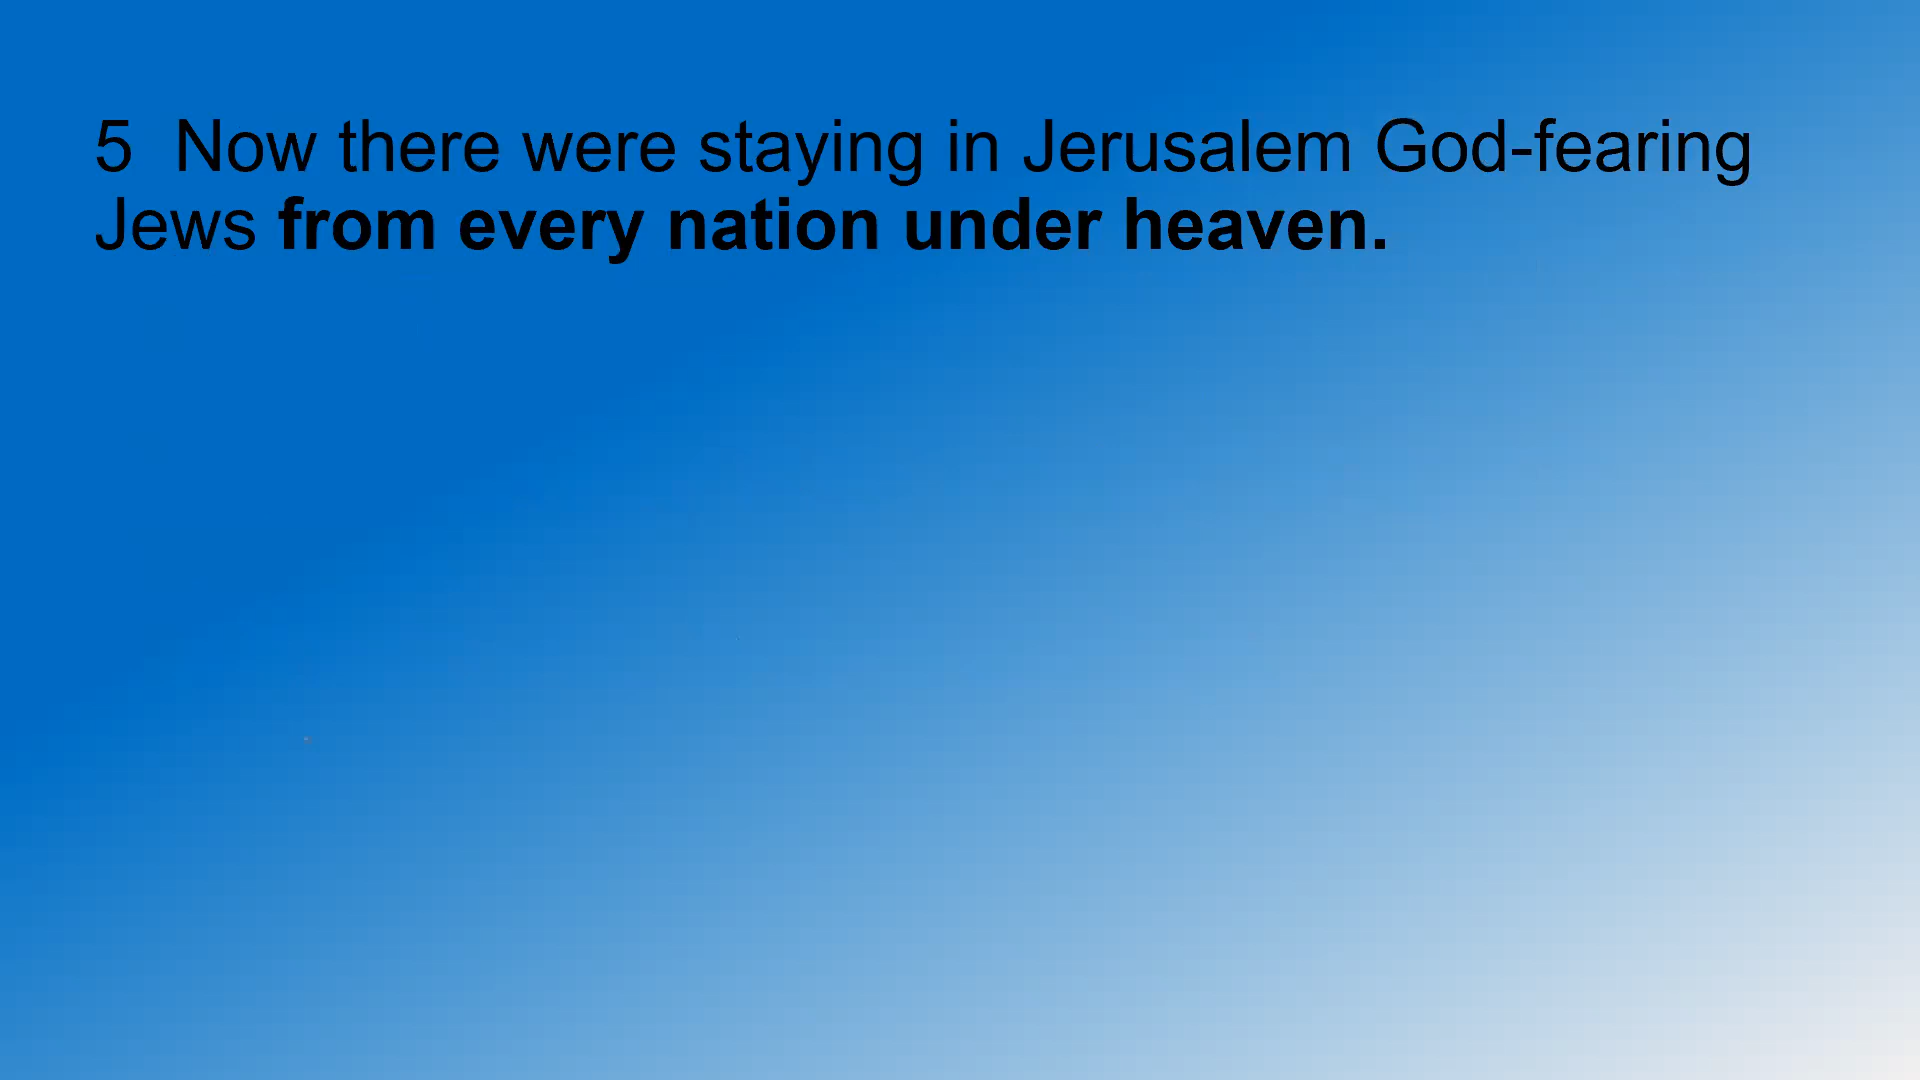 5  Now there were staying in Jerusalem God-fearing
Jews from every nation under heaven.